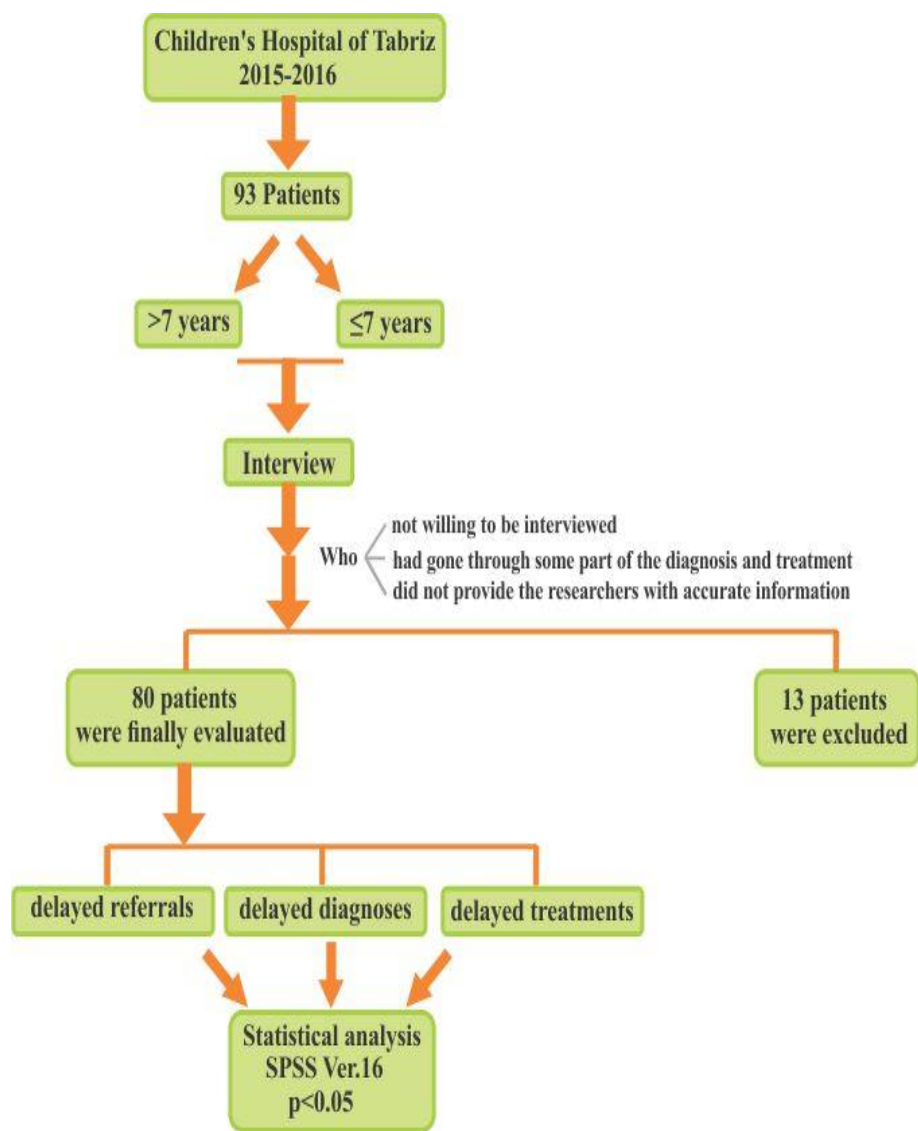 Children's Hospital of Tabriz
2015-2016
93 Patients
>7 years
≤7 years
Interview
Who
not willing to be interviewed
had gone through some part of the diagnosis and treatment
did not provide the researchers with accurate information
80 patients
were finally evaluated
13 patients
were excluded
delayed referrals
delayed diagnoses
delayed treatments
Statistical analysis
SPSS Ver.16
p<0.05